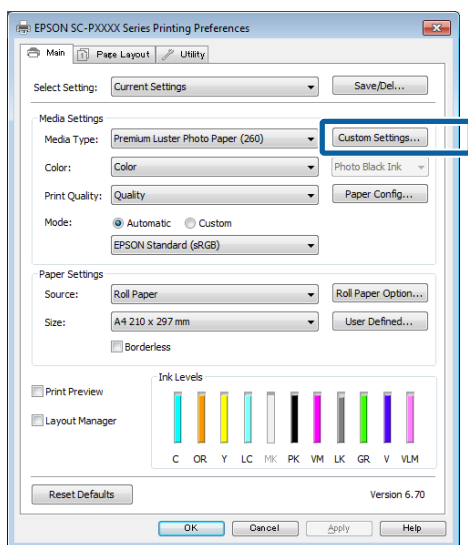 EPSON SC-PXXXX Series Printing Preferences
Main Page Layout Utility
Select Setting: Current Settings Save/Del...
Media Settings
Media Type: Premium Luster Photo Paper (260) Custom Settings...
Color: Color Photo Black Ink
Print Quality: Quality Paper Config...
Mode: Automatic Custom
EPSON Standard (sRGB)
Paper Settings
Source: Roll Paper Roll Paper Option...
Size: A4 210 x 297 mm User Defined...
Borderless
Ink Levels
Print Preview
Layout Manager
C OR Y LC MK PK VM LK GR V VLM
Reset Defaults Version 6.70
OK Cancel Apply Help